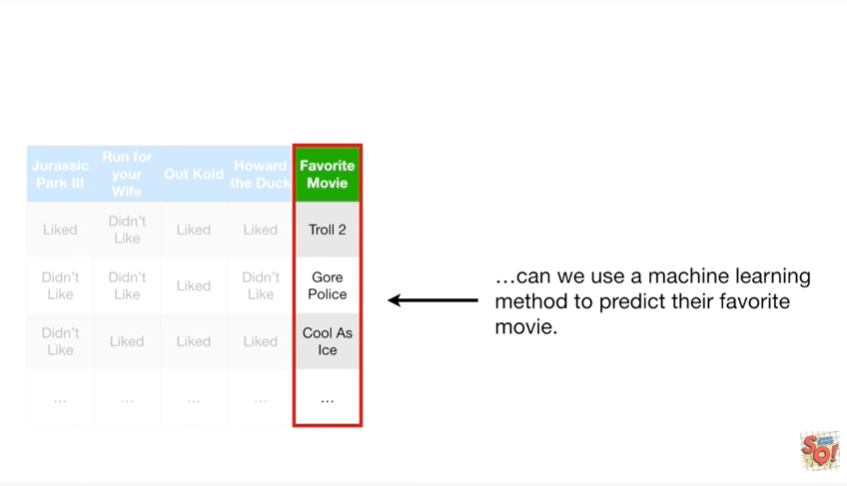 Jurassic Park III
Run for your Wife
Out Kold
Howard the Duck
Favorite Movie
Liked
Didn't Like
Liked
Liked
Troll 2
Didn't Like
Didn't Like
Liked
Didn't Like
Gore Police
Didn't Like
Liked
Liked
Liked
Cool As Ice
...
...
...
...
...
...can we use a machine learning
method to predict their favorite
movie.
SQ!